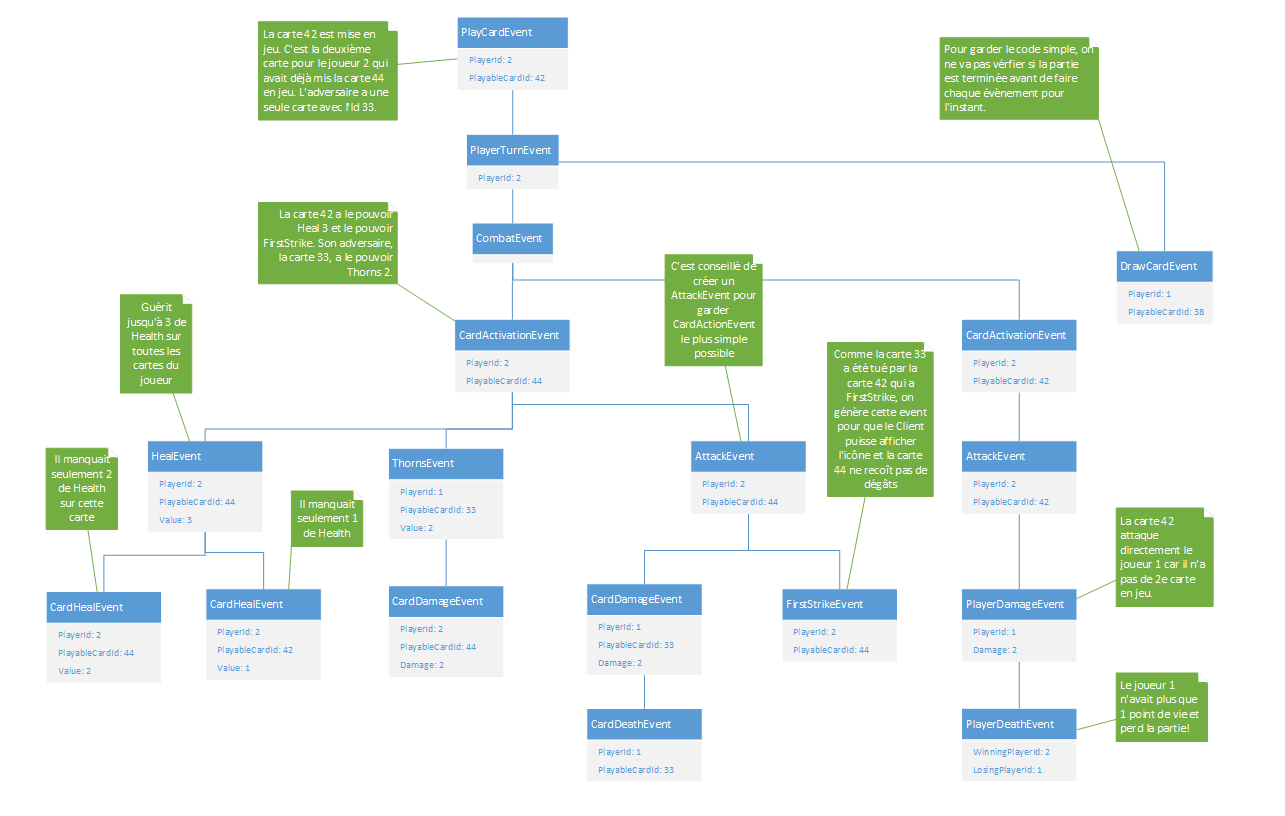 La carte 42 est mise en
jeu. C'est la deuxième
carte pour le joueur 2 qui
avait déjà mis la carte 44
en jeu. L'adversaire a une
seule carte avec l'Id 33.
PlayCardEvent
PlayerId: 2
PlayableCardId: 42
Pour garder le code simple, on
ne va pas vérfier si la partie
est terminée avant de faire
chaque évènement pour
l'instant.
PlayerTurnEvent
PlayerId: 2
La carte 42 a le pouvoir
Heal 3 et le pouvoir
FirstStrike. Son adversaire,
la carte 33, a le pouvoir
Thorns 2.
CombatEvent
C'est conseillé de
créer un
AttackEvent pour
garder
CardActionEvent
le plus simple
possible
DrawCardEvent
PlayerId: 1
PlayableCardId: 38
Guérit
jusqu'à 3 de
Health sur
toutes les
cartes du
joueur
CardActivationEvent
PlayerId: 2
PlayableCardId: 44
Comme la carte 33
a été tué par la
carte 42 qui a
FirstStrike, on
génère cette event
pour que le Client
puisse afficher
l'icône et la carte
44 ne reçoît pas de
dégâts
CardActivationEvent
PlayerId: 2
PlayableCardId: 42
Il manquait
seulement 2
de Health
sur cette
carte
HealEvent
PlayerId: 2
PlayableCardId: 44
Value: 3
Il manquait
seulement 1
de Health
ThornsEvent
PlayerId: 1
PlayableCardId: 33
Value: 2
AttackEvent
PlayerId: 2
PlayableCardId: 44
AttackEvent
PlayerId: 2
PlayableCardId: 42
La carte 42
attaque
directement le
joueur 1 car il n'a
pas de 2e carte
en jeu.
CardHealEvent
PlayerId: 2
PlayableCardId: 44
Value: 2
CardHealEvent
PlayerId: 2
PlayableCardId: 42
Value: 1
CardDamageEvent
PlayerId: 2
PlayableCardId: 44
Damage: 2
CardDamageEvent
PlayerId: 1
PlayableCardId: 33
Damage: 2
FirstStrikeEvent
PlayerId: 2
PlayableCardId: 44
PlayerDamageEvent
PlayerId: 1
Damage: 2
Le joueur 1
n'avait plus que
1 point de vie et
perd la partie!
CardDeathEvent
PlayerId: 1
PlayableCardId: 33
PlayerDeathEvent
WinningPlayerId: 2
LosingPlayerId: 1